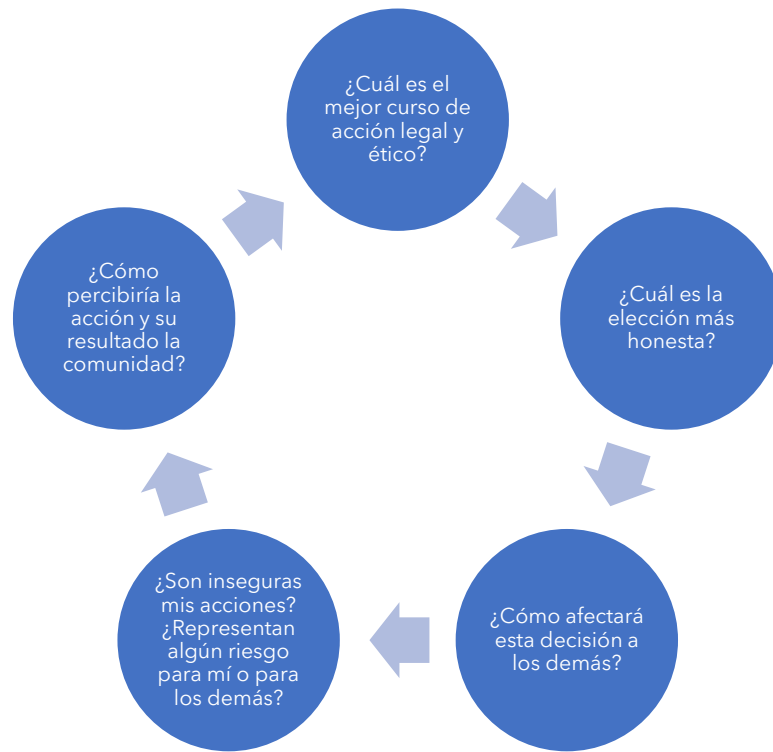 ¿Cuál es el
mejor curso de
acción legal y
ético?
¿Cuál es la
elección más
honesta?
¿Cómo afectará
esta decisión a
los demás?
¿Son inseguras
mis acciones?
¿Representan
algún riesgo
para mí o para
los demás?
¿Cómo
percibiría la
acción y su
resultado la
comunidad?